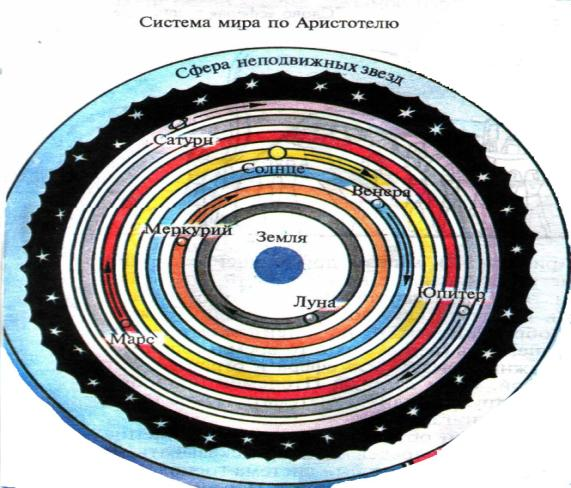 Система мира по Аристотелю
Сфера неподвижных звезд
Сатурн
Солнце
Венера
Меркурий
Земля
Юпитер
Луна
Марс